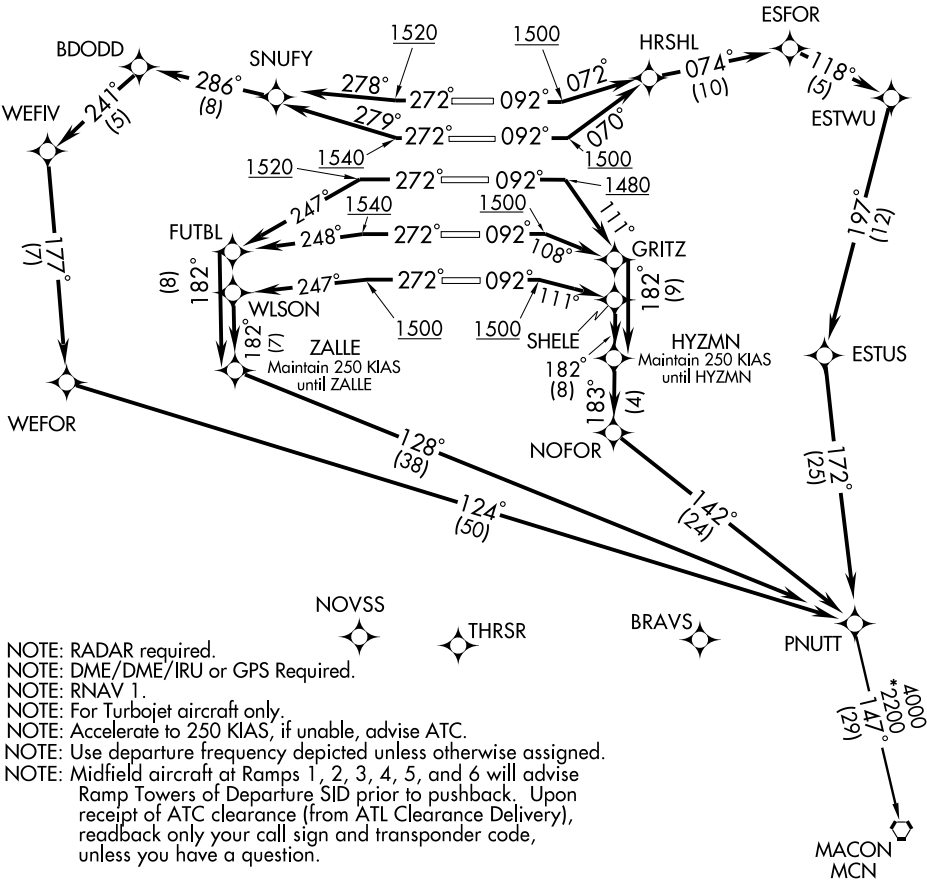 ESFOR
1520
1500
HRSHL
074°
(10)
118°
(5)
BDODD
SNUFY
286°
(8)
278°
272°
092°
072°
ESTWU
WEFIV
241°
(5)
279°
272°
092°
070°
1520
1540
1500
272°
092°
1480
247°
1540
1500
111°
197°
(12)
FUTBL
248°
272°
092°
108°
GRITZ
177°
(7)
(8)
182°
247°
272°
092°
111°
182°
(9)
WLSON
1500
1500
SHELE
182°
(7)
ZALLE
Maintain 250 KIAS
until ZALLE
HYZMN
Maintain 250 KIAS
until HYZMN
182°
(8)
ESTUS
183°
(4)
WEFOR
NOFOR
128°
(38)
172°
(25)
124°
(50)
142°
(24)
NOVSS
THRSR
BRAVS
PNUTT
NOTE: RADAR required.
NOTE: DME/DME/IRU or GPS Required.
NOTE: RNAV 1.
NOTE: For Turbojet aircraft only.
NOTE: Accelerate to 250 KIAS, if unable, advise ATC.
NOTE: Use departure frequency depicted unless otherwise assigned.
NOTE: Midfield aircraft at Ramps 1, 2, 3, 4, 5, and 6 will advise
Ramp Towers of Departure SID prior to pushback. Upon
receipt of ATC clearance (from ATL Clearance Delivery),
readback only your call sign and transponder code,
unless you have a question.
4000
*2200
147°
(29)
MACON
MCN